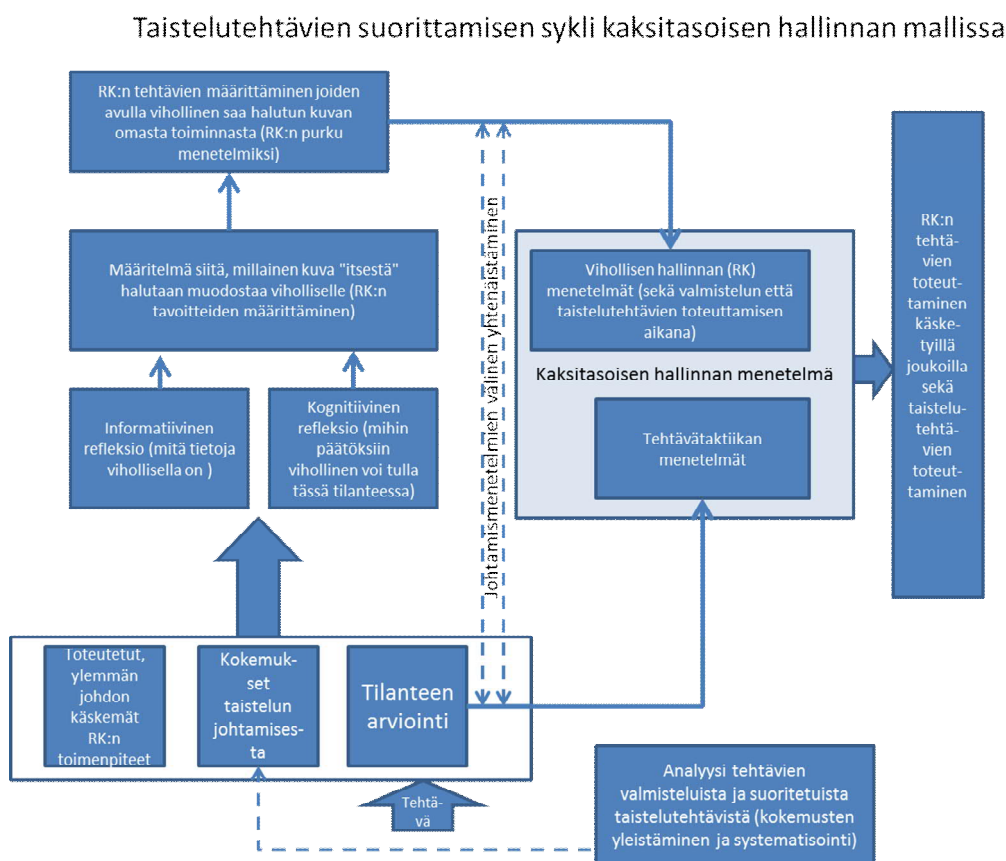 Taistelutehtävien suorittamisen sykli kaksitasoisen hallinnan mallissa
RK:n tehtävien määrittäminen joiden
avulla vihollinen saa halutun kuvan
omasta toiminnasta (RK:n purku
menetelmiksi)
Määritelmä siitä, millainen kuva "itsestä"
halutaan muodostaa viholliselle (RK:n
tavoitteiden määrittäminen)
Informatiivinen
refleksio (mitä tietoja
vihollisella on )
Kognitiivinen
refleksio (mihin
päätöksiin
vihollinen voi tulla
tässä tilanteessa)
Johtamismenetelmien välinen yhtenäistäminen
Vihollisen hallinnan (RK)
menetelmät (sekä valmistelun että
taistelutehtävien toteuttamisen
aikana)
Kaksitasoisen hallinnan menetelmä
Tehtävätaktiikan
menetelmät
RK:n
tehtä-
vien
toteut-
taminen
käske-
tyillä
joukoilla
sekä
taistelu-
tehtä-
vien
toteut-
taminen
Toteutetut,
ylemmän
johdon
käskemät
RK:n
toimenpiteet
Kokemuk-
set
taistelun
johtamises-
ta
Tilanteen
arviointi
Tehtä-
vä
Analyysi tehtävien
valmisteluista ja suoritetuista
taistelutehtävistä (kokemusten
yleistäminen ja systematisointi)